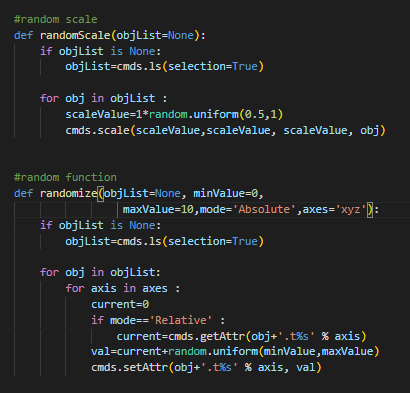 #random scale
def randomScale(objList=None):
    if objList is None:
        objList=cmds.ls(selection=True)

    for obj in objList :
        scaleValue=1*random.uniform(0.5,1)
        cmds.scale(scaleValue,scaleValue, scaleValue, obj)


#random function
def randomize(objList=None, minValue=0,
                maxValue=10,mode='Absolute',axes='xyz'):
    if objList is None:
        objList=cmds.ls(selection=True)

    for obj in objList:
        for axis in axes :
            current=0
            if mode=='Relative' :
                current=cmds.getAttr(obj+'.t%s' % axis)
            val=current+random.uniform(minValue,maxValue)
            cmds.setAttr(obj+'.t%s' % axis, val)